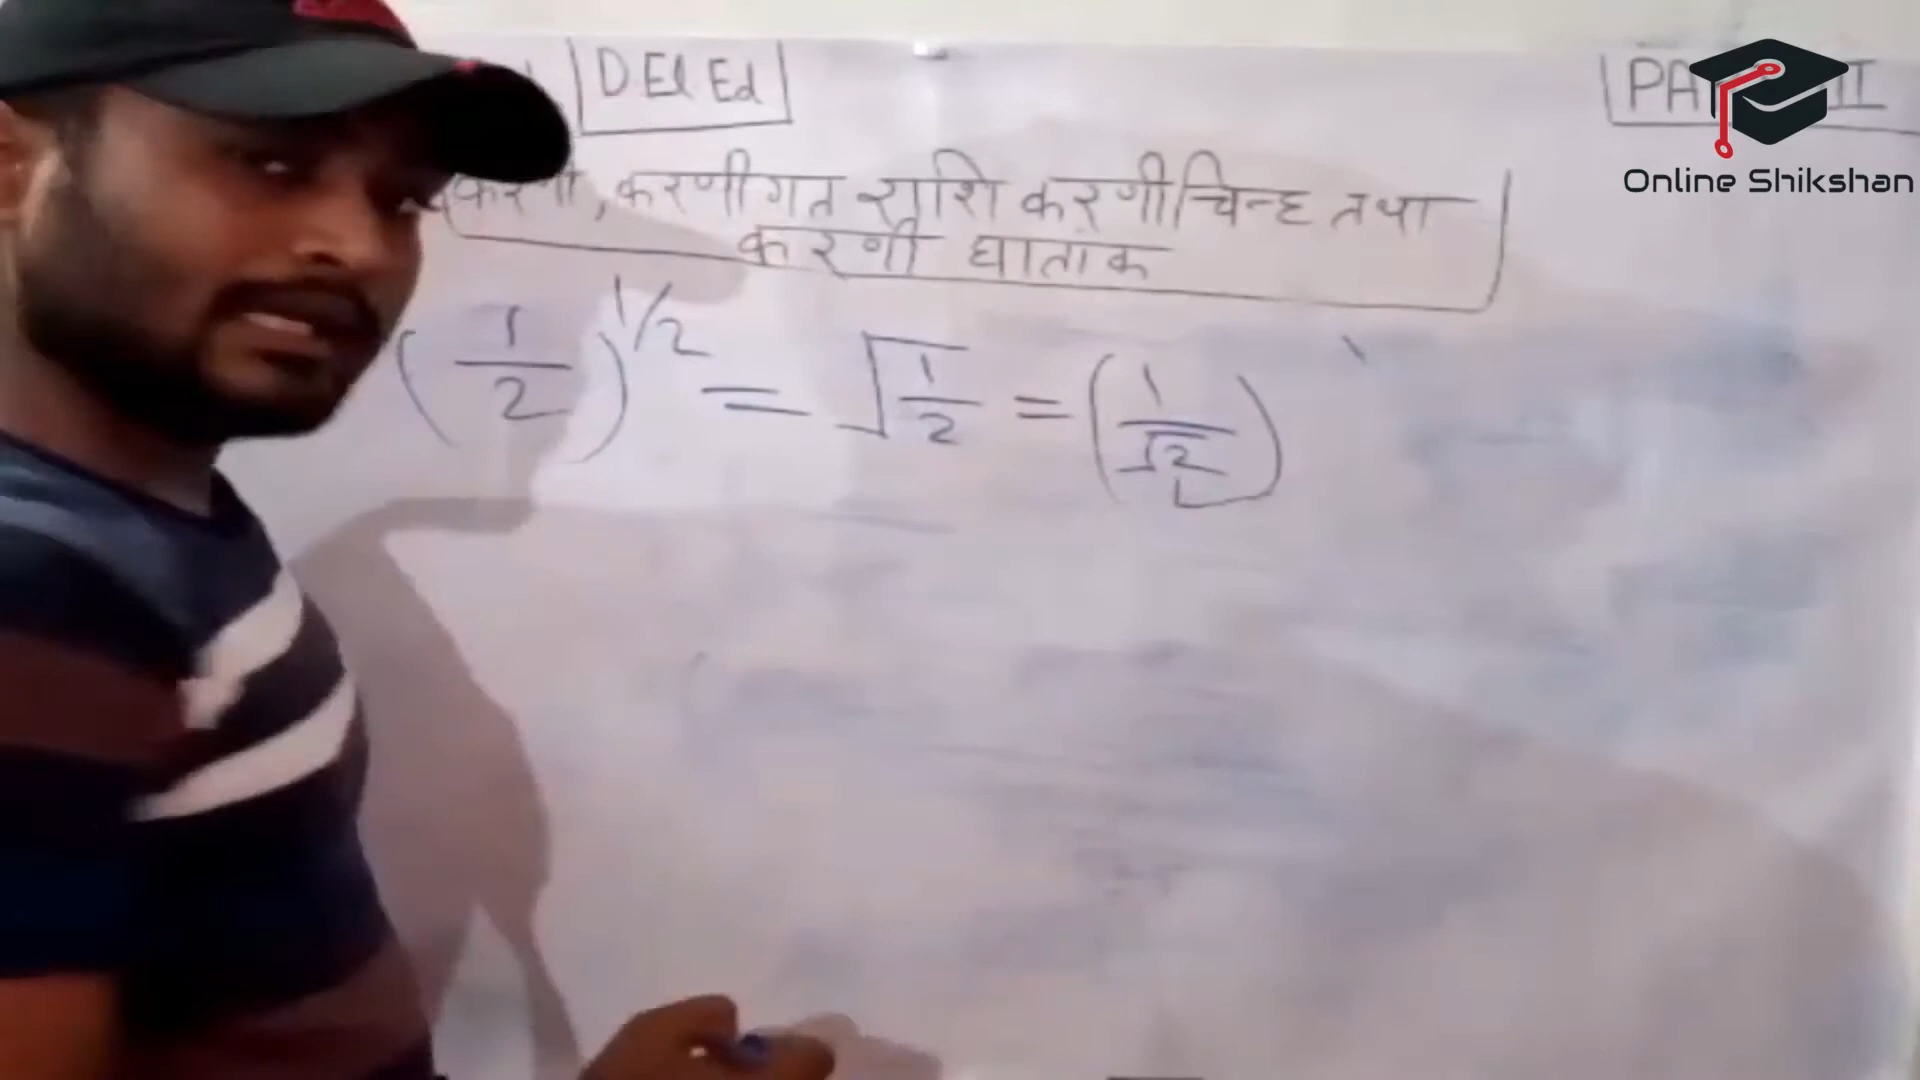 D El Ed
Online Shikshan
करणी, करणीगत राशि करणी चिन्ह तथा
करणी घातांक
(1/2)^1/2 = √1/2 = (1/√2)